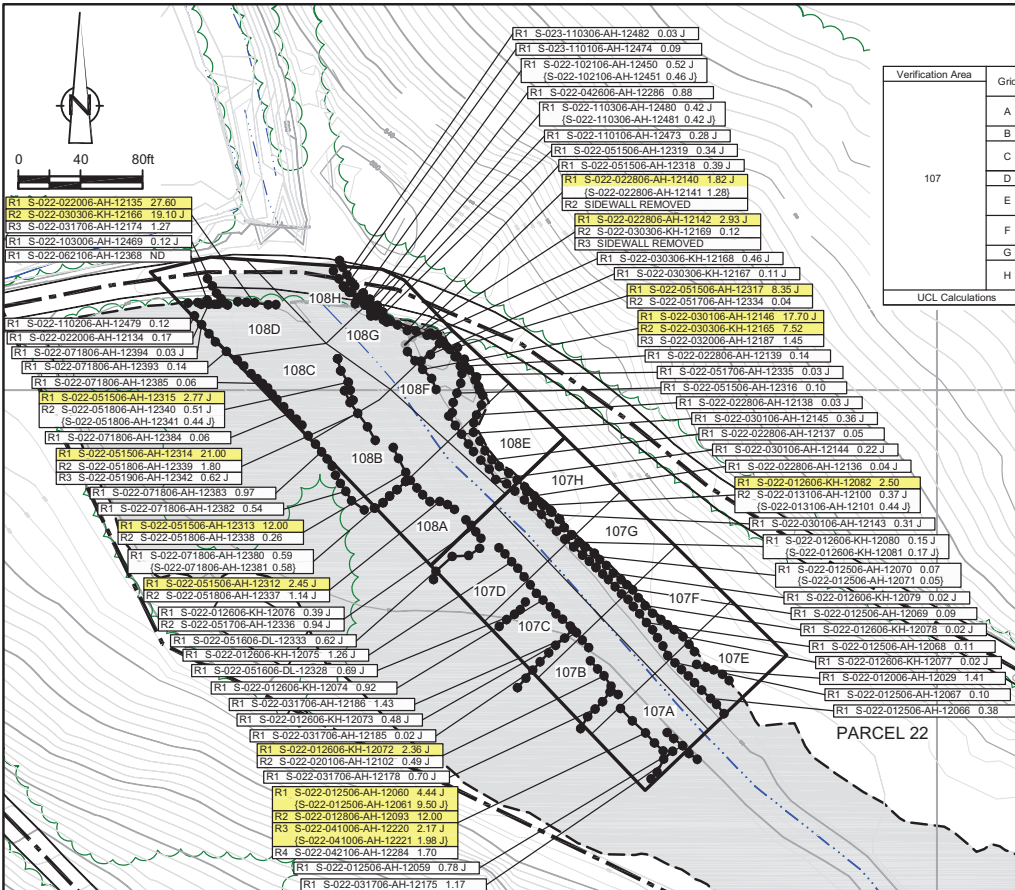 R1 S-023-110306-AH-12482 0.03 J
R1 S-023-110106-AH-12474 0.09
R1 S-022-102106-AH-12450 0.52 J
{S-022-102106-AH-12451 0.46 J}
R1 S-022-042606-AH-12286 0.88
R1 S-022-110306-AH-12480 0.42 J
{S-022-110306-AH-12481 0.42 J}
R1 S-022-110106-AH-12473 0.28 J
R1 S-022-051506-AH-12319 0.34 J
R1 S-022-051506-AH-12318 0.39 J
R1 S-022-022806-AH-12140 1.82 J
{S-022-022806-AH-12141 1.28}
R2 SIDEWALL REMOVED
R1 S-022-022806-AH-12142 2.93 J
R2 S-022-030306-KH-12169 0.12
R3 SIDEWALL REMOVED
R1 S-022-030306-KH-12168 0.46 J
R1 S-022-030306-KH-12167 0.11 J
R1 S-022-051506-AH-12317 8.35 J
R2 S-022-051706-AH-12334 0.04
R1 S-022-030106-AH-12146 17.70 J
R2 S-022-030306-KH-12165 7.52
R3 S-022-032006-AH-12187 1.45
R1 S-022-022806-AH-12139 0.14
R1 S-022-051706-AH-12335 0.03 J
R1 S-022-051506-AH-12316 0.10
R1 S-022-022806-AH-12138 0.03 J
R1 S-022-030106-AH-12145 0.36 J
R1 S-022-022806-AH-12137 0.05
R1 S-022-030106-AH-12144 0.22 J
R1 S-022-022806-AH-12136 0.04 J
R1 S-022-012606-KH-12082 2.50
R2 S-022-013106-AH-12100 0.37 J
{S-022-013106-AH-12101 0.44 J}
R1 S-022-030106-AH-12143 0.31 J
R1 S-022-012606-KH-12080 0.15 J
{S-022-012606-KH-12081 0.17 J}
R1 S-022-012506-AH-12070 0.07
{S-022-012506-AH-12071 0.05}
R1 S-022-012606-KH-12079 0.02 J
R1 S-022-012506-AH-12069 0.09
R1 S-022-012606-KH-12078 0.02 J
R1 S-022-012506-AH-12068 0.11
R1 S-022-012606-KH-12077 0.02 J
R1 S-022-012006-AH-12029 1.41
R1 S-022-012506-AH-12067 0.10
R1 S-022-012506-AH-12066 0.38
PARCEL 22
Verification Area
Grid
A
B
C
107
D
E
F
G
H
UCL Calculations
N
0 40 80ft
R1 S-022-022006-AH-12135 27.60
R2 S-022-030306-KH-12166 19.10 J
R3 S-022-031706-AH-12174 1.27
R1 S-022-103006-AH-12469 0.12 J
R1 S-022-062106-AH-12368 ND
R1 S-022-110206-AH-12479 0.12
R1 S-022-022006-AH-12134 0.17
R1 S-022-071806-AH-12394 0.03 J
R1 S-022-071806-AH-12393 0.14
R1 S-022-071806-AH-12385 0.06
R1 S-022-051506-AH-12315 2.77 J
R2 S-022-051806-AH-12340 0.51 J
{S-022-051806-AH-12341 0.44 J}
R1 S-022-071806-AH-12384 0.06
R1 S-022-051506-AH-12314 21.00
R2 S-022-051806-AH-12339 1.80
R3 S-022-051906-AH-12342 0.62 J
R1 S-022-071806-AH-12383 0.97
R1 S-022-071806-AH-12382 0.54
R1 S-022-051506-AH-12313 12.00
R2 S-022-051806-AH-12338 0.26
R1 S-022-071806-AH-12380 0.59
{S-022-071806-AH-12381 0.58}
R1 S-022-051506-AH-12312 2.45 J
R2 S-022-051806-AH-12337 1.14 J
R1 S-022-012606-KH-12076 0.39 J
R2 S-022-051706-AH-12336 0.94 J
R1 S-022-051606-DL-12333 0.62 J
R1 S-022-012606-KH-12075 1.26 J
R1 S-022-051606-DL-12328 0.69 J
R1 S-022-012606-KH-12074 0.92
R1 S-022-031706-AH-12186 1.43
R1 S-022-012606-KH-12073 0.48 J
R1 S-022-031706-AH-12185 0.02 J
R1 S-022-012606-KH-12072 2.36 J
R2 S-022-020106-AH-12102 0.49 J
R1 S-022-031706-AH-12178 0.70 J
R1 S-022-012506-AH-12060 4.44 J
{S-022-012506-AH-12061 9.50 J}
R2 S-022-012806-AH-12093 12.00
R3 S-022-041006-AH-12220 2.17 J
{S-022-041006-AH-12221 1.98 J}
R4 S-022-042106-AH-12284 1.70
R1 S-022-012506-AH-12059 0.78 J
R1 S-022-031706-AH-12175 1.17
108H
108D
108G
108C
108F
108E
108B
107H
108A
107G
107D
107F
107C
107E
107B
107A